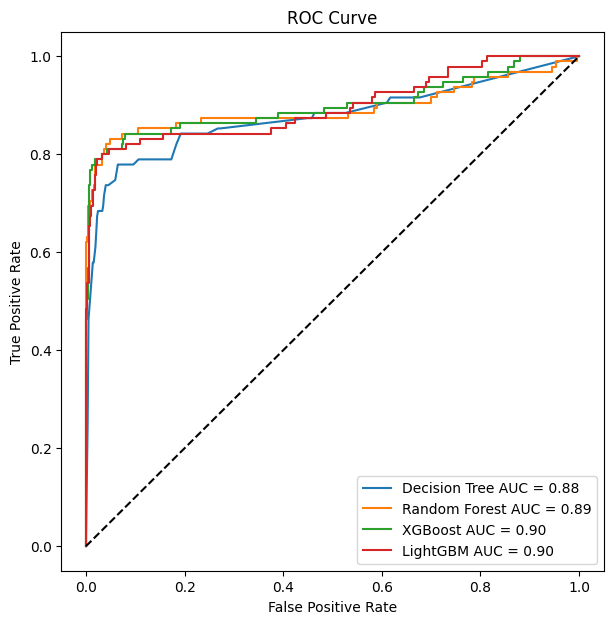 ROC Curve
True Positive Rate
1.0
0.8
0.6
0.4
0.2
0.0
0.0 0.2 0.4 0.6 0.8 1.0
False Positive Rate
Decision Tree AUC = 0.88
Random Forest AUC = 0.89
XGBoost AUC = 0.90
LightGBM AUC = 0.90